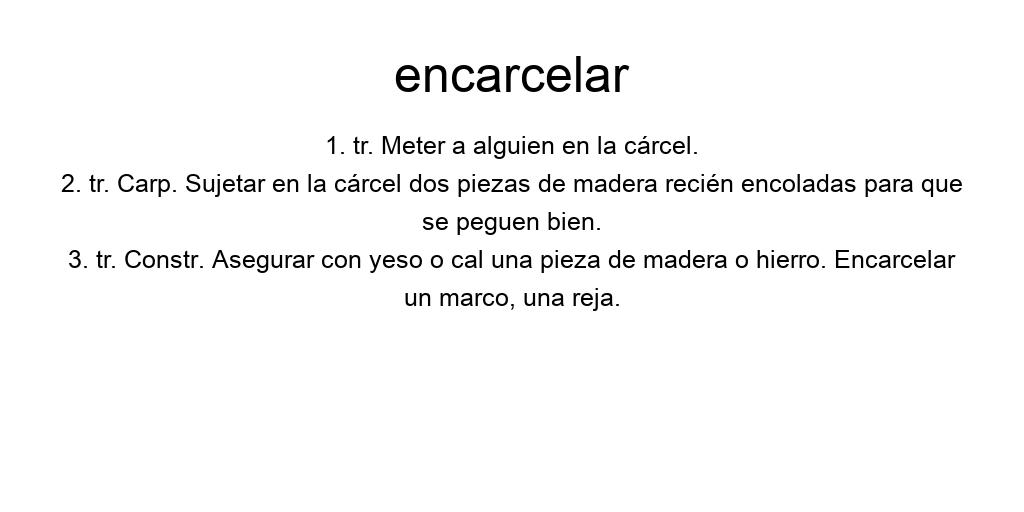 encarcelar
1. tr. Meter a alguien en la cárcel.
2. tr. Carp. Sujetar en la cárcel dos piezas de madera recién encoladas para que
se peguen bien.
3. tr. Constr. Asegurar con yeso o cal una pieza de madera o hierro. Encarcelar
un marco, una reja.